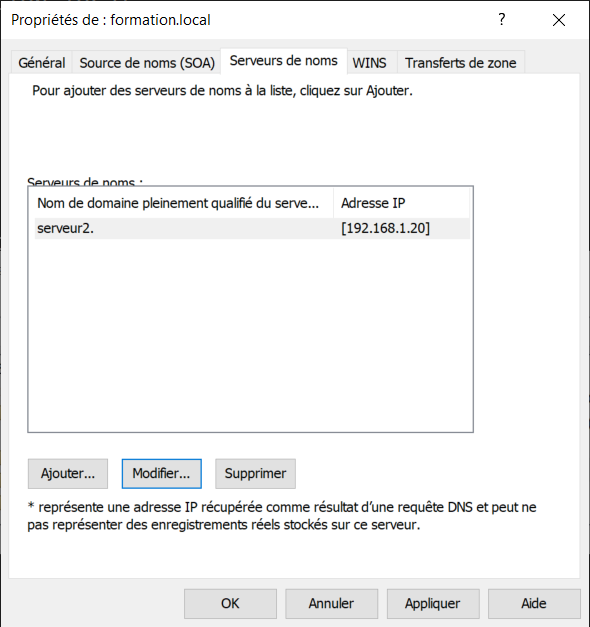 Propriétés de : formation.local
?
Général
Source de noms (SOA)
Serveurs de noms
WINS
Transferts de zone
Pour ajouter des serveurs de noms à la liste, cliquez sur Ajouter.
Serveurs de noms :
Nom de domaine pleinement qualifié du serve... Adresse IP
serveur2. [192.168.1.20]
Ajouter... Modifier... Supprimer
* représente une adresse IP récupérée comme résultat d'une requête DNS et peut ne
pas représenter des enregistrements réels stockés sur ce serveur.
OK Annuler Appliquer Aide